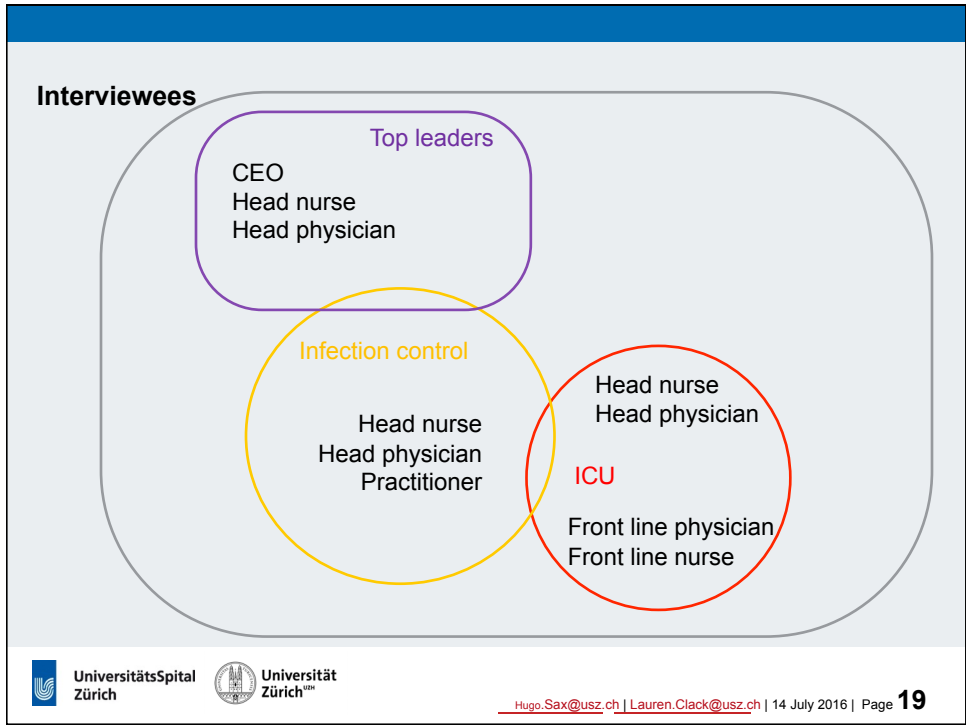 Interviewees
Top leaders
CEO
Head nurse
Head physician
Infection control
Head nurse
Head physician
Practitioner
Head nurse
Head physician
ICU
Front line physician
Front line nurse
UniversitätsSpital
Zürich
Universität
Zürich UZH
Hugo.Sax@usz.ch | Lauren.Clack@usz.ch | 14 July 2016 | Page 19